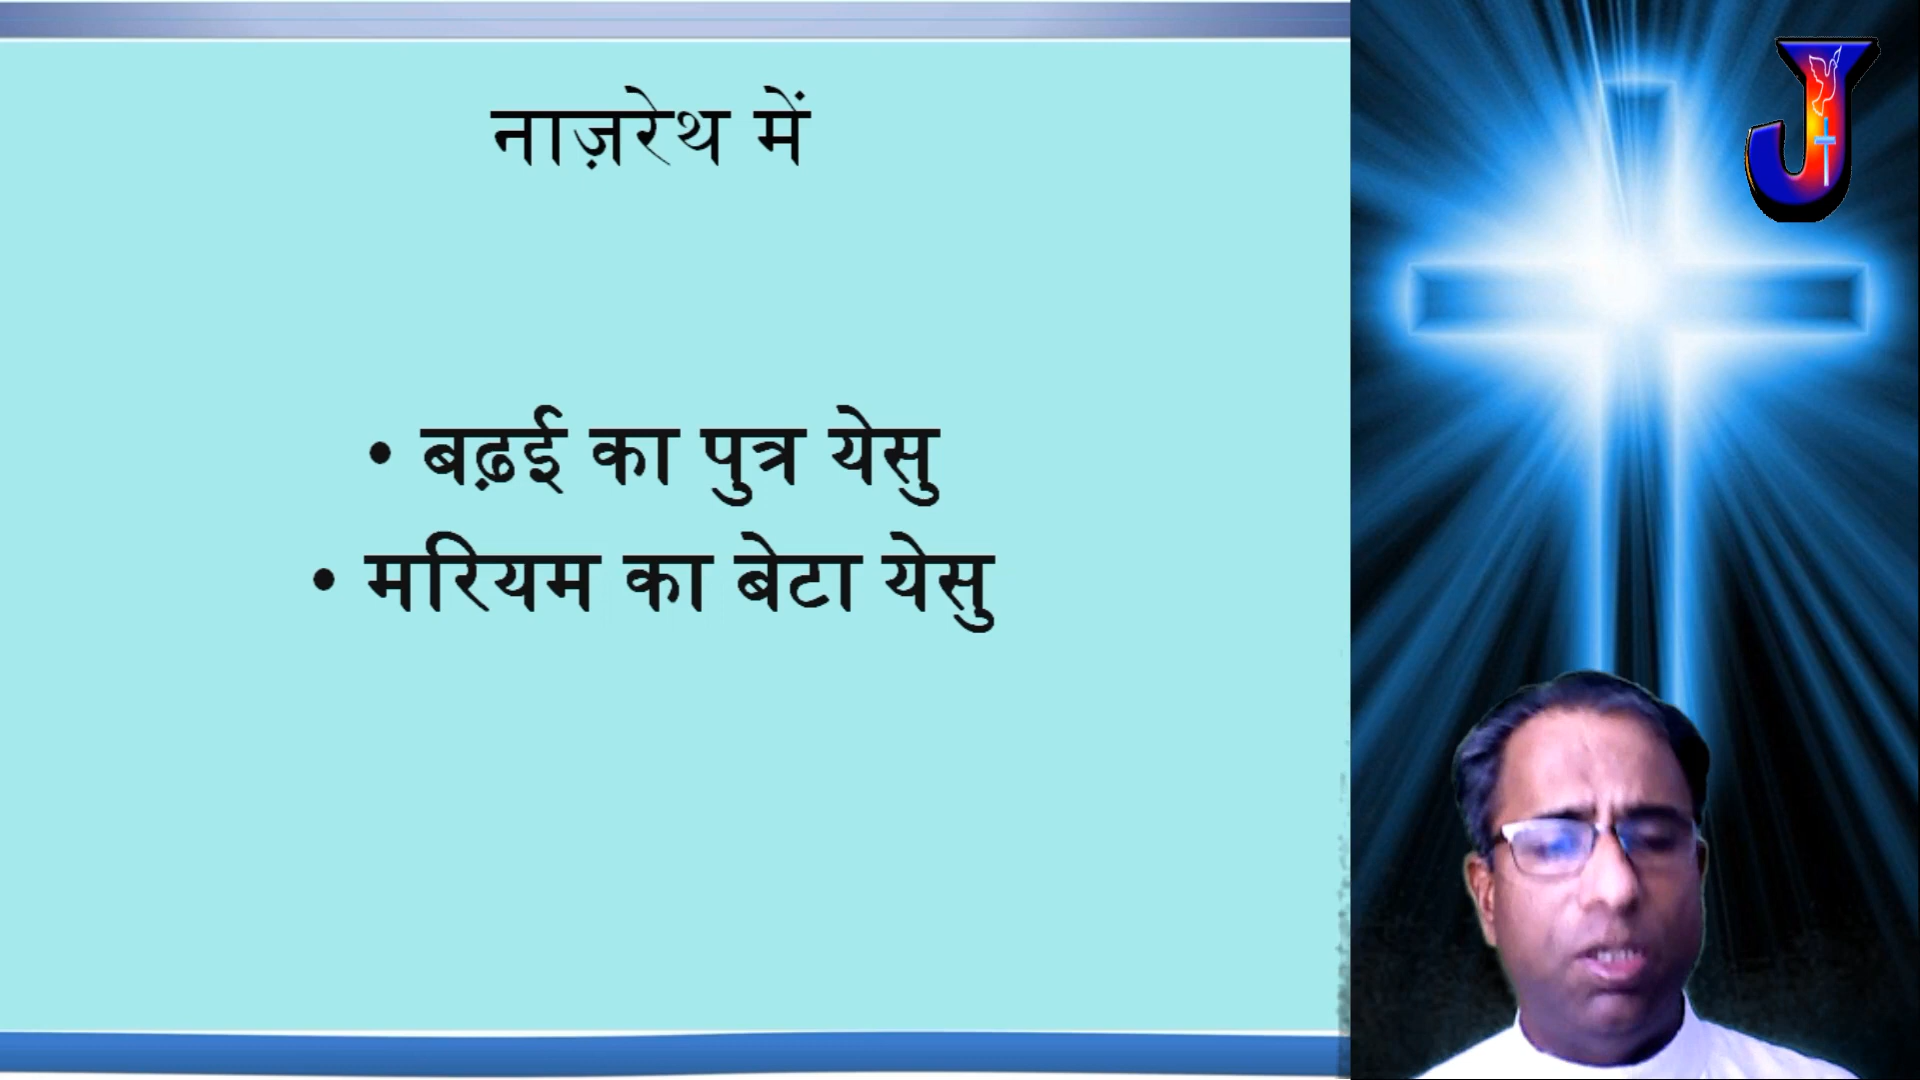 नाज़रेथ में
• बढ़ई का पुत्र येसु
• मरियम का बेटा येसु
J